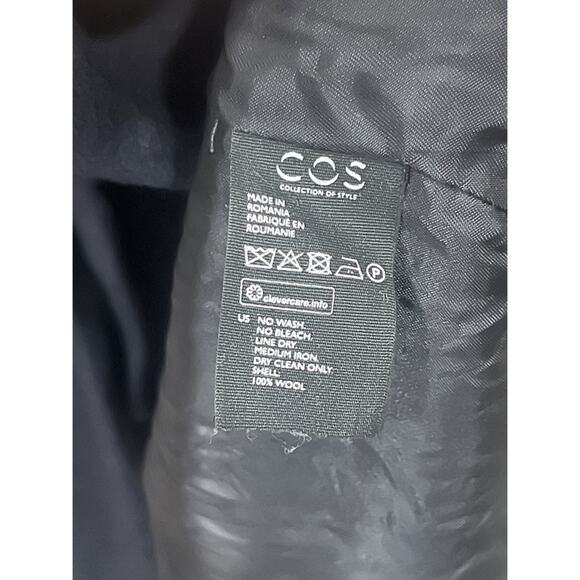 COS
COLLECTION OF STYLE
MADE IN
ROMANIA
FABRIQUÉ EN
ROUMANIE
P
clevercare.info
US NO WASH.
NO BLEACH.
LINE DRY.
MEDIUM IRON.
DRY CLEAN ONLY.
SHELL:
100% WOOL